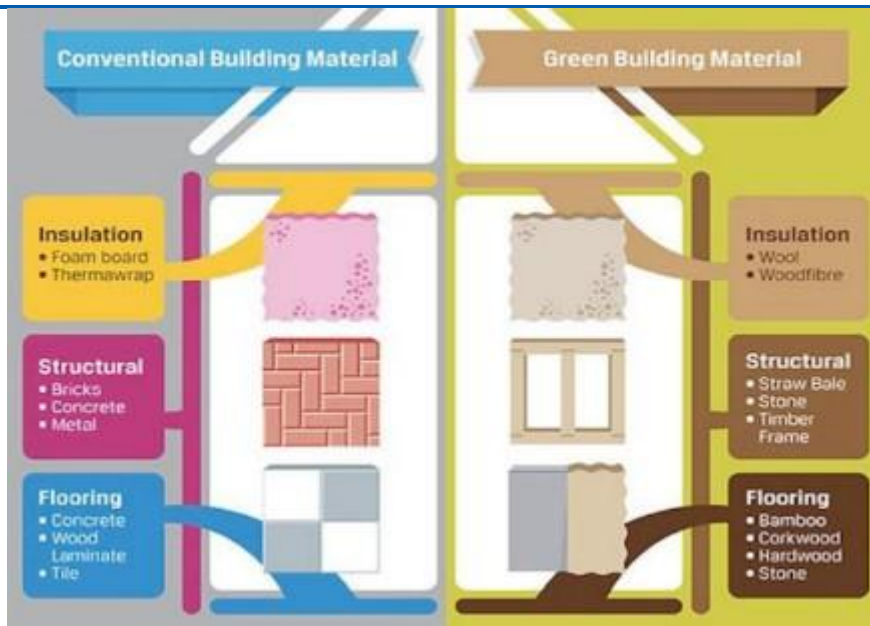 Conventional Building Material
Green Building Material
Insulation
• Foam board
• Thermawrap
Structural
• Bricks
• Concrete
• Metal
Flooring
• Concrete
• Wood
Laminate
• Tile
Insulation
• Wool
• Woodfibre
Structural
• Straw Bale
• Stone
• Timber
Frame
Flooring
• Bamboo
• Corkwood
• Hardwood
• Stone